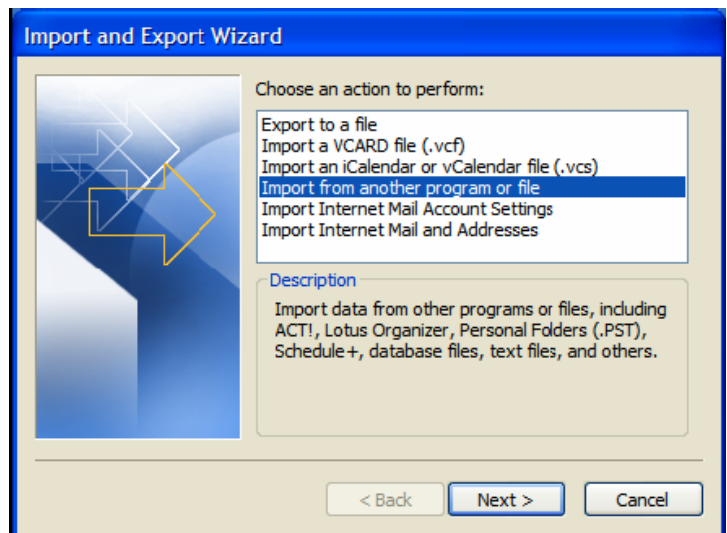 Import and Export Wizard
Choose an action to perform:
Export to a file
Import a VCARD file (.vcf)
Import an iCalendar or vCalendar file (.vcs)
Import from another program or file
Import Internet Mail Account Settings
Import Internet Mail and Addresses
Description
Import data from other programs or files, including
ACT!, Lotus Organizer, Personal Folders (.PST),
Schedule+, database files, text files, and others.
< Back Next > Cancel